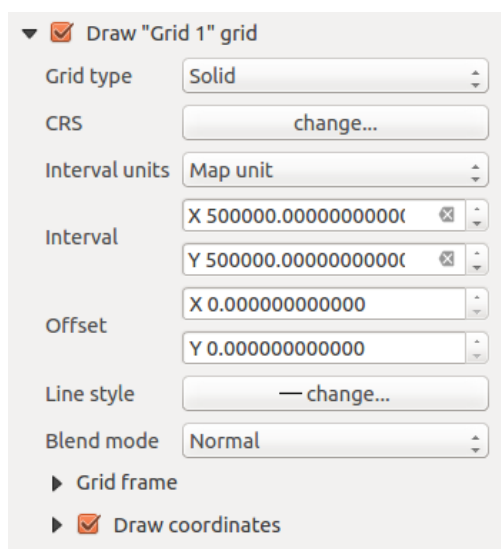 Draw "Grid 1" grid
Grid type Solid
CRS change...
Interval units Map unit
Interval
X 500000.0000000000
Y 500000.0000000000
Offset
X 0.000000000000
Y 0.000000000000
Line style change...
Blend mode Normal
Grid frame
Draw coordinates